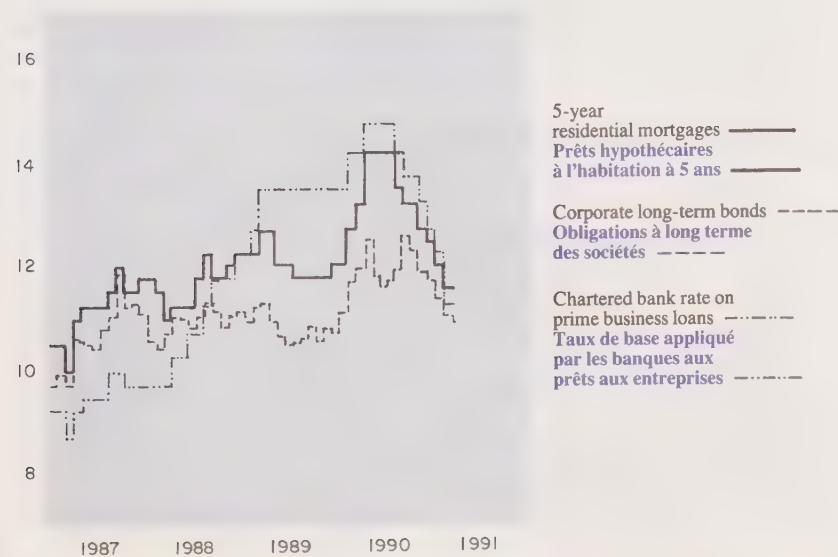 16
14
12
10
8
1987 1988 1989 1990 1991
5-year
residential mortgages
Prêts hypothécaires
à l'habitation à 5 ans
Corporate long-term bonds
Obligations à long terme
des sociétés
Chartered bank rate on
prime business loans
Taux de base appliqué
par les banques aux
prêts aux entreprises